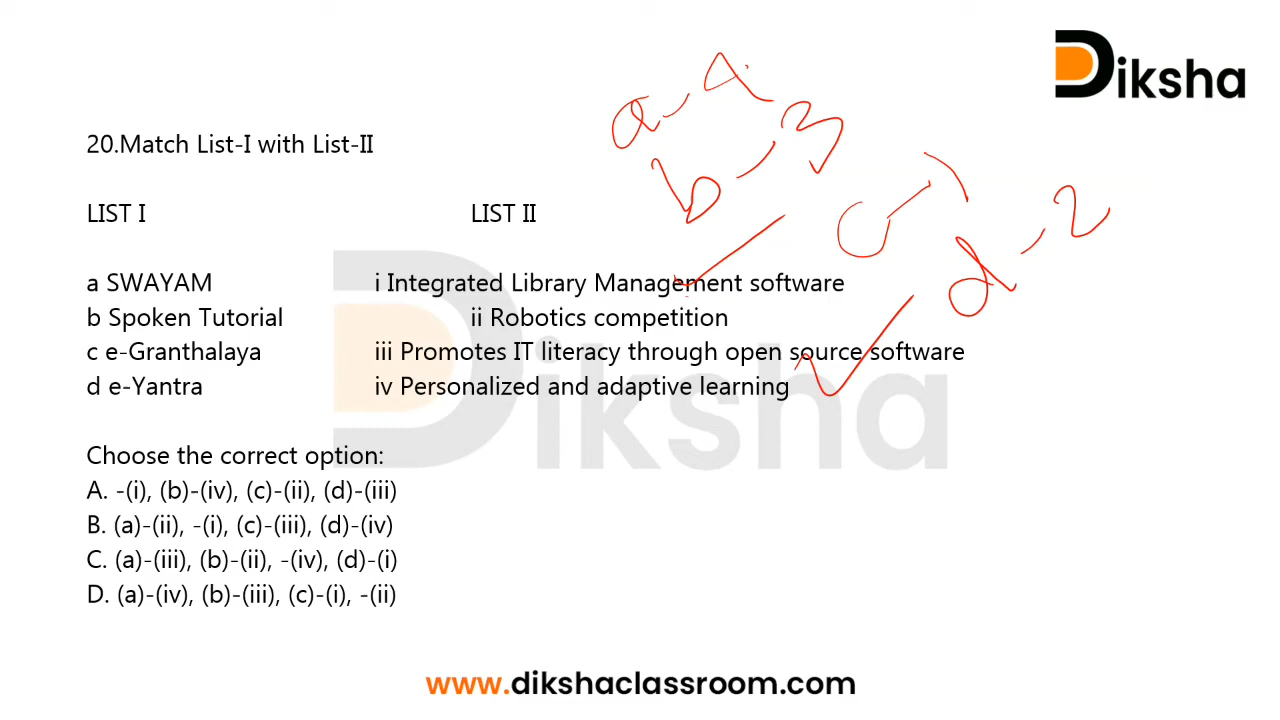 Diksha
a-4
20.Match List-I with List-II
b-3
LIST I LIST II
c-1
d-2
a SWAYAM i Integrated Library Management software
b Spoken Tutorial ii Robotics competition
c e-Granthalaya iii Promotes IT literacy through open source software
d e-Yantra iv Personalized and adaptive learning
Diksha
Choose the correct option:
A. -(i), (b)-(iv), (c)-(ii), (d)-(iii)
B. (a)-(ii), -(i), (c)-(iii), (d)-(iv)
C. (a)-(iii), (b)-(ii), -(iv), (d)-(i)
D. (a)-(iv), (b)-(iii), (c)-(i), -(ii)
www.dikshaclassroom.com